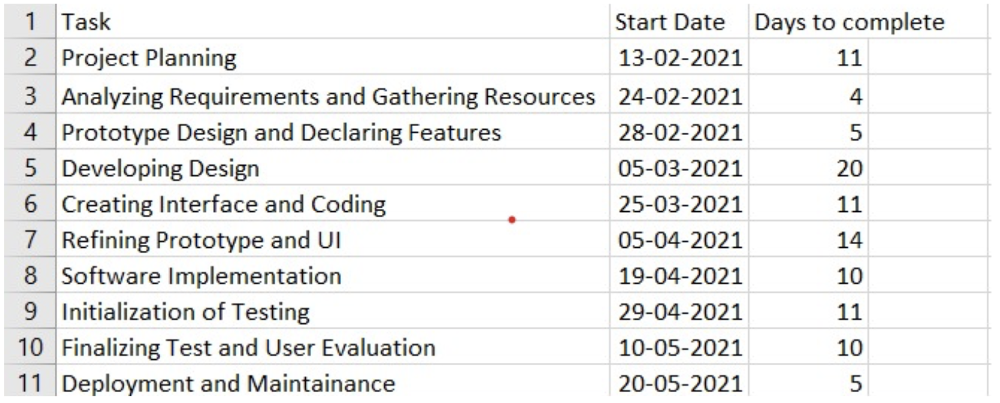 1 Task Start Date Days to complete
2 Project Planning 13-02-2021 11
3 Analyzing Requirements and Gathering Resources 24-02-2021 4
4 Prototype Design and Declaring Features 28-02-2021 5
5 Developing Design 05-03-2021 20
6 Creating Interface and Coding 25-03-2021 11
7 Refining Prototype and UI 05-04-2021 14
8 Software Implementation 19-04-2021 10
9 Initialization of Testing 29-04-2021 11
10 Finalizing Test and User Evaluation 10-05-2021 10
11 Deployment and Maintainance 20-05-2021 5